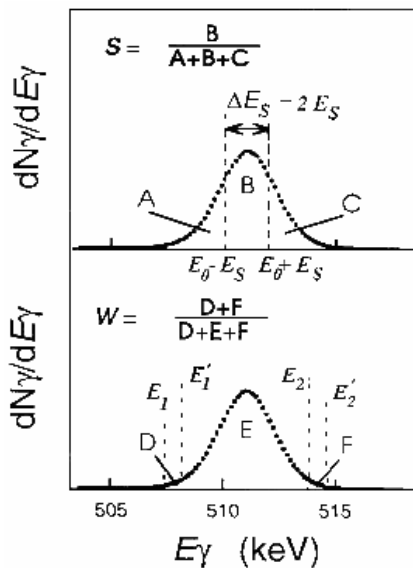 S = B
A+B+C
ΔE_S - 2 E_S
dNγ/dEγ
A
B
C
E_0 - E_S
E_0 + E_S
W = D+F
D+E+F
dNγ/dEγ
E_1
E_1'
E_2
E_2'
D
E
F
505
510
515
Eγ (keV)